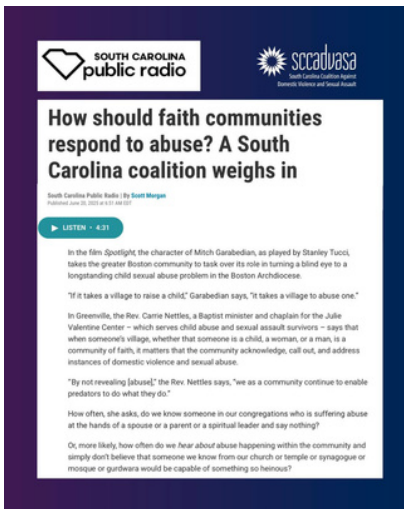 SOUTH CAROLINA
public radio
sccadvasa
South Carolina Coalition Against
Domestic Violence and Sexual Assault
How should faith communities
respond to abuse? A South
Carolina coalition weighs in
South Carolina Public Radio | By Scott Morgan
Published June 20, 2025 at 6:51 AM EDT
LISTEN • 4:31
In the film Spotlight, the character of Mitch Garabedian, as played by Stanley Tucci,
takes the greater Boston community to task over its role in turning a blind eye to a
longstanding child sexual abuse problem in the Boston Archdiocese.
"If it takes a village to raise a child," Garabedian says, "it takes a village to abuse one."
In Greenville, the Rev. Carrie Nettles, a Baptist minister and chaplain for the Julie
Valentine Center – which serves child abuse and sexual assault survivors – says that
when someone's village, whether that someone is a child, a woman, or a man, is a
community of faith, it matters that the community acknowledge, call out, and address
instances of domestic violence and sexual abuse.
"By not revealing [abuse]," the Rev. Nettles says, "we as a community continue to enable
predators to do what they do."
How often, she asks, do we know someone in our congregations who is suffering abuse
at the hands of a spouse or a parent or a spiritual leader and say nothing?
Or, more likely, how often do we hear about abuse happening within the community and
simply don't believe that someone we know from our church or temple or synagogue or
mosque or gurdwara would be capable of something so heinous?